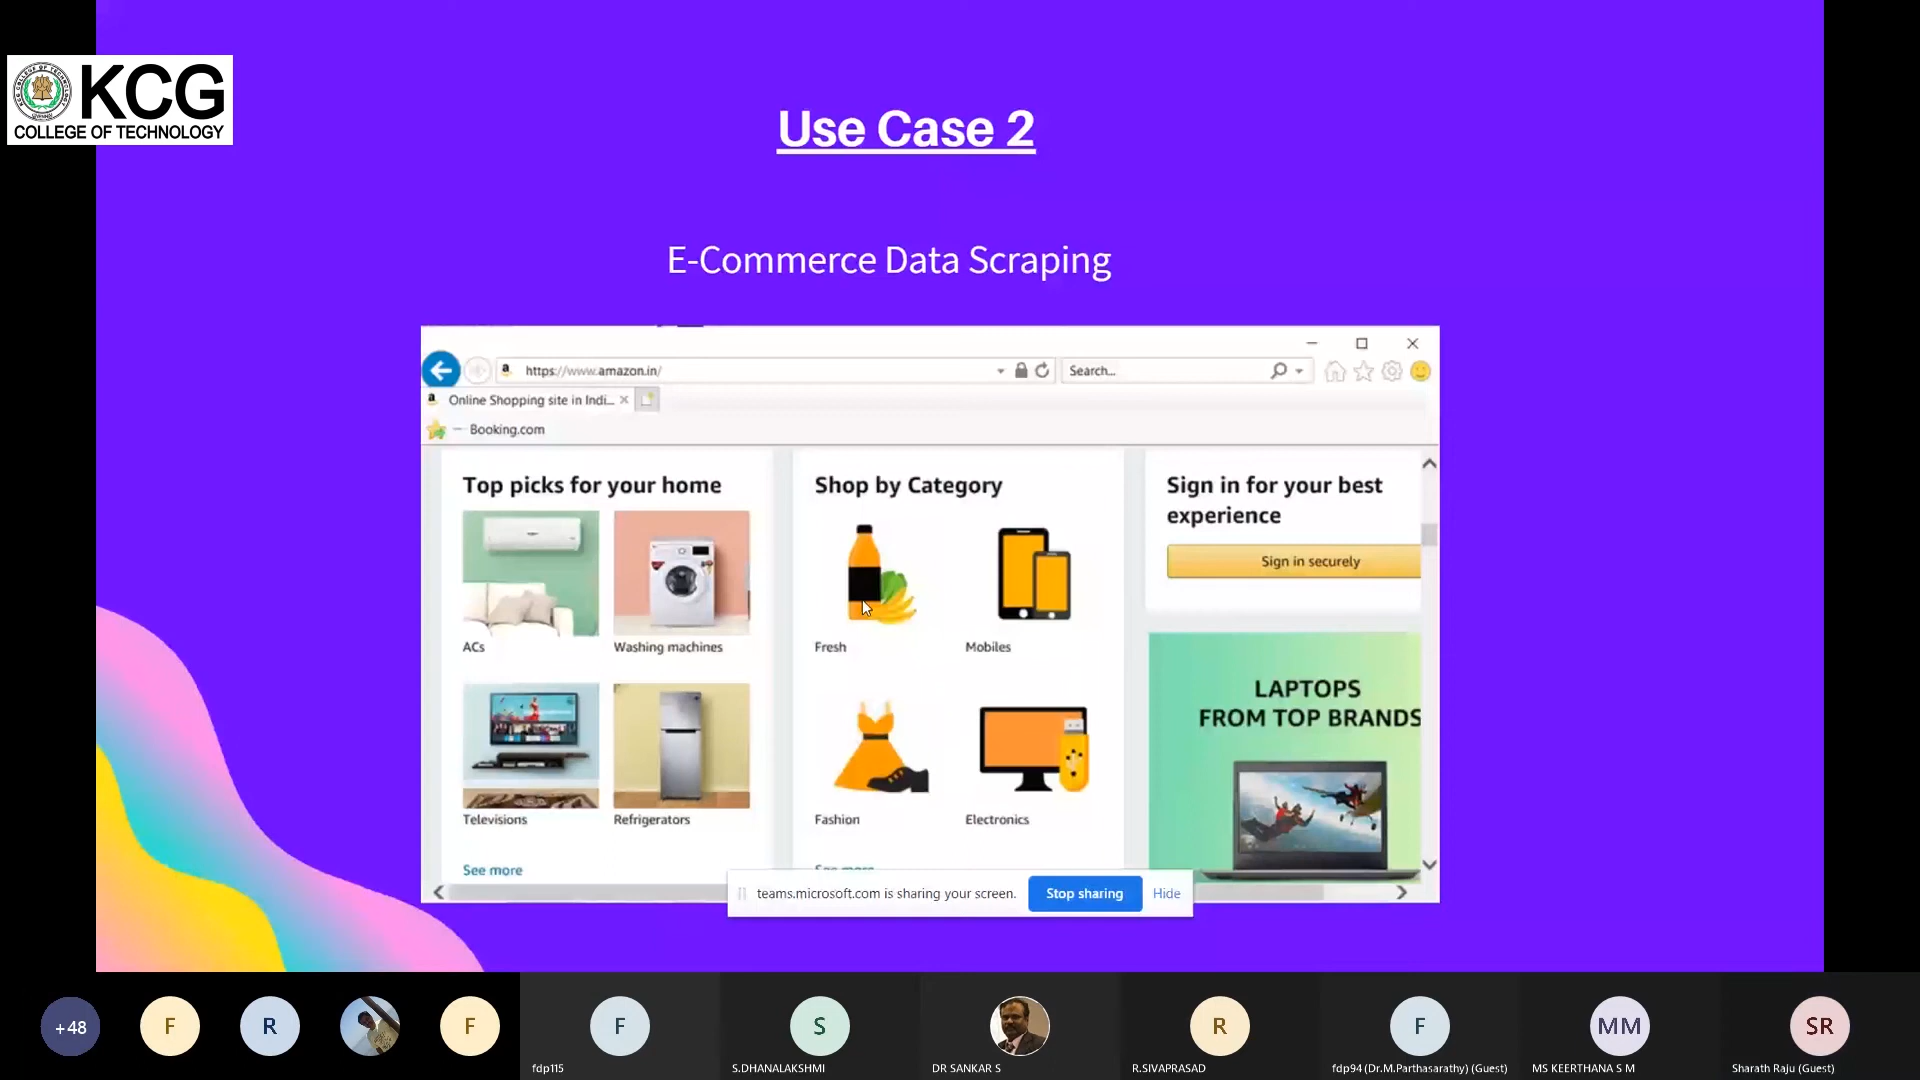 KCG
COLLEGE OF TECHNOLOGY
Use Case 2
E-Commerce Data Scraping
https://www.amazon.in/
Search...
Online Shopping site in Indi...
Booking.com
Top picks for your home
ACs
Washing machines
Televisions
Refrigerators
See more
Shop by Category
Fresh
Mobiles
Fashion
Electronics
See more
Sign in for your best
experience
Sign in securely
LAPTOPS
FROM TOP BRANDS
teams.microsoft.com is sharing your screen.
Stop sharing
Hide
+48
F
R
F
F
fdp115
S
S.DHANALAKSHMI
DR SANKAR S
R
R.SIVAPRASAD
F
fdp94 (Dr.M.Parthasarathy) (Guest)
MM
MS KEERTHANA S M
SR
Sharath Raju (Guest)